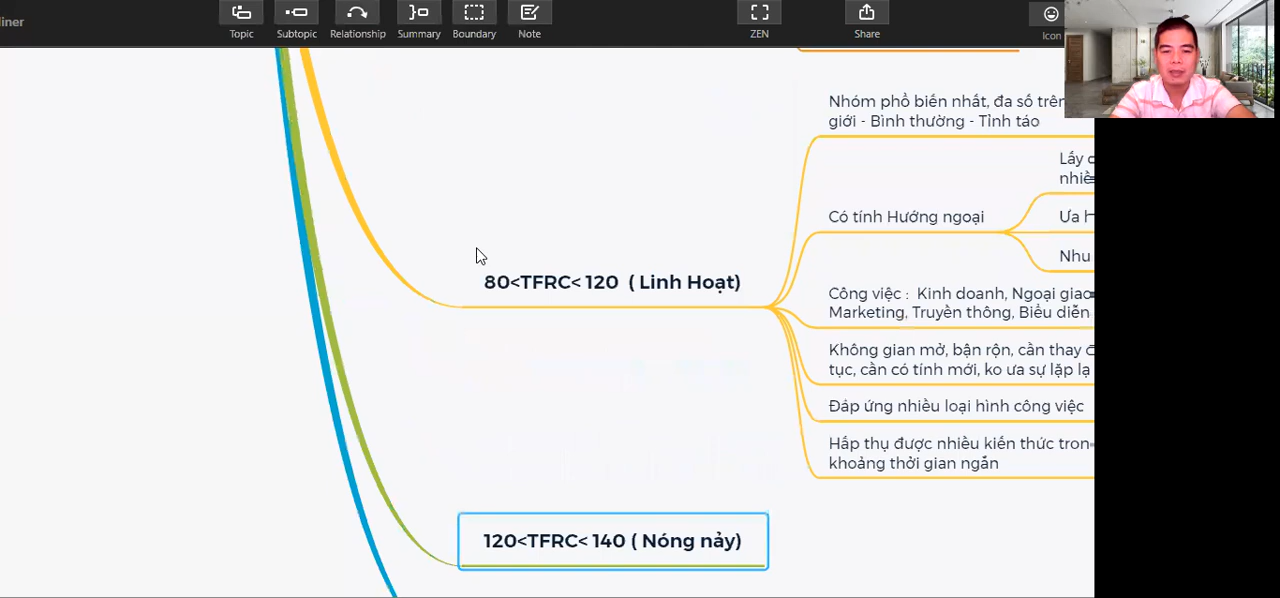 liner
Topic
Subtopic
Relationship
Summary
Boundary
Note
ZEN
Share
Icon
Nhóm phổ biến nhất, đa số trên
giới - Bình thường - Tỉnh táo
Lấy
Có tính Hướng ngoại
Ưa
Nhu
80<TFRC< 120 ( Linh Hoạt)
Công việc : Kinh doanh, Ngoại giao
Marketing, Truyền thông, Biểu diễn
Không gian mở, bận rộn, cần thay
tục, cần có tính mới, ko ưa sự lặp lạ
Đáp ứng nhiều loại hình công việc
Hấp thụ được nhiều kiến thức tron
khoảng thời gian ngắn
120<TFRC< 140 ( Nóng nảy)